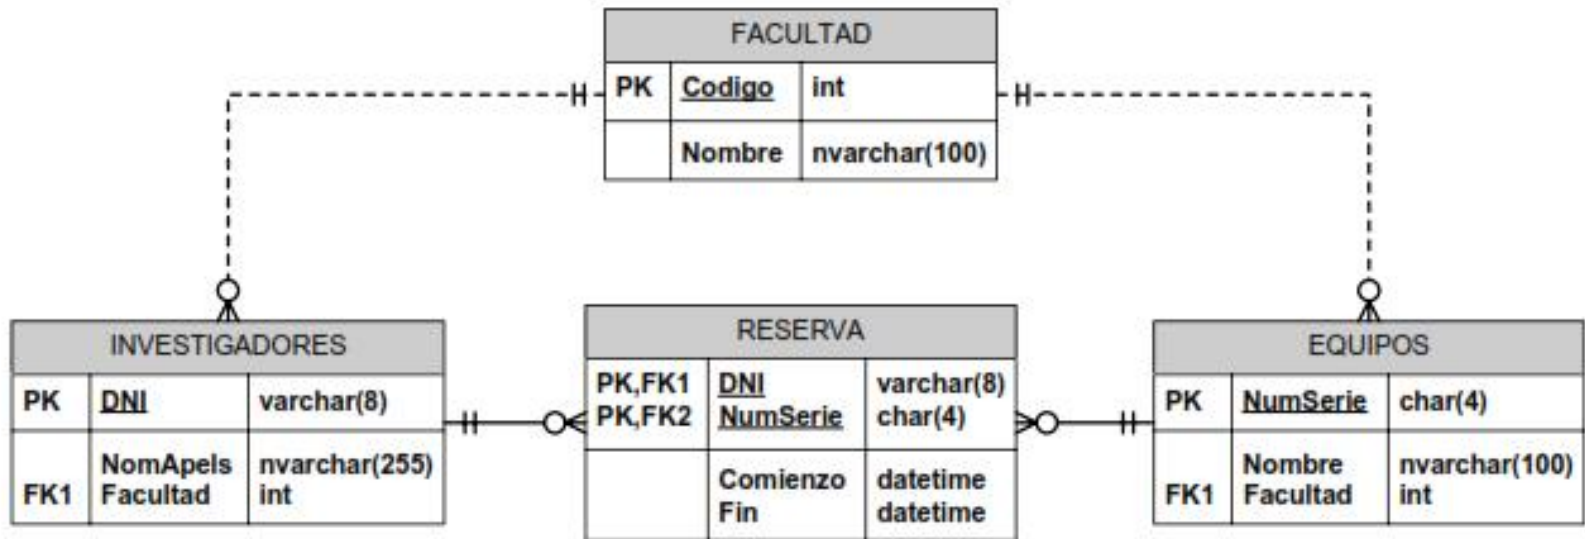 FACULTAD
PK Codigo int
Nombre nvarchar(100)
INVESTIGADORES
PK DNI varchar(8)
NomApels nvarchar(255)
FK1 Facultad int
RESERVA
PK,FK1 DNI varchar(8)
PK,FK2 NumSerie char(4)
Comienzo datetime
Fin datetime
EQUIPOS
PK NumSerie char(4)
Nombre nvarchar(100)
FK1 Facultad int